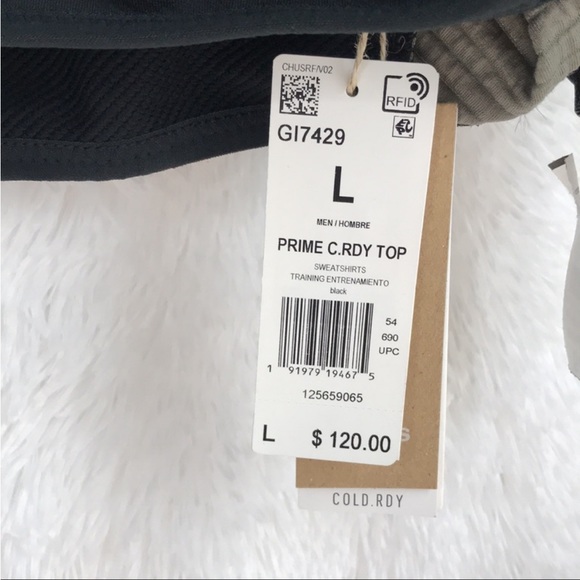 CHUSRF/V02
RFID
GI7429
L
MEN / HOMBRE
PRIME C.RDY TOP
SWEATSHIRTS
TRAINING ENTRENAMIENTO
black
54
690
UPC
1 91979 19467 5
125659065
L $ 120.00
s
COLD.RDY